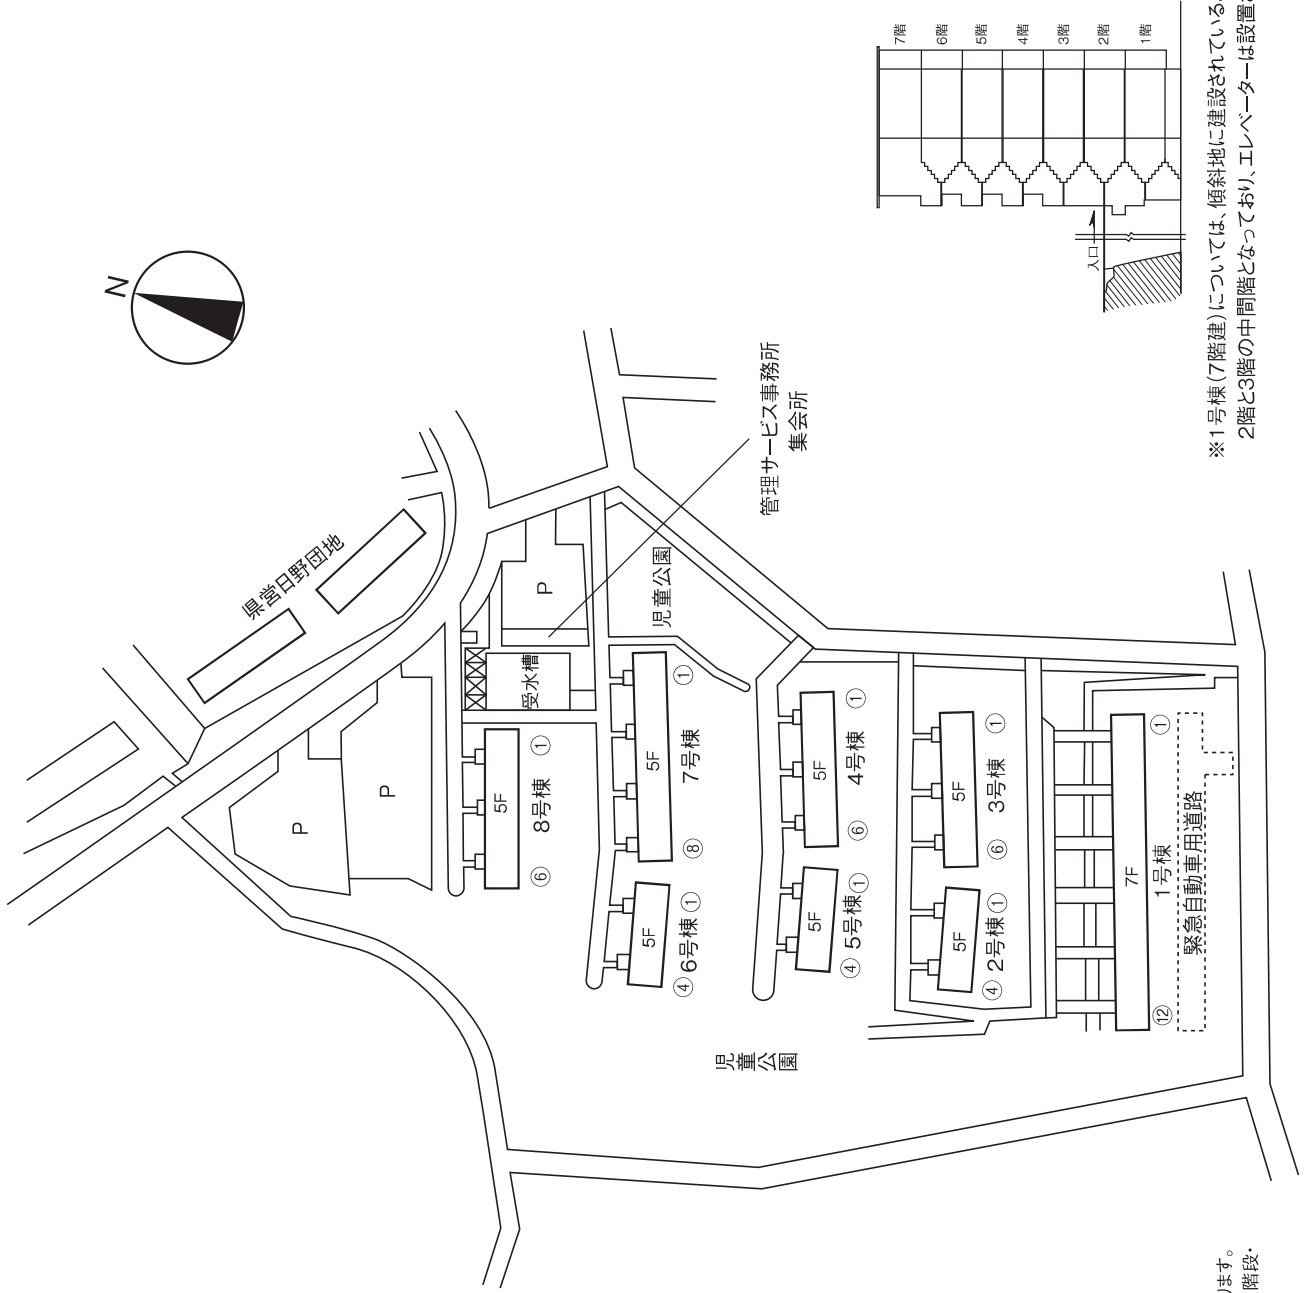 N
県営日野団地
P
P
P
受水槽
管理サービス事務所
集会所
児童公園
5F
8号棟
①
⑥
5F
7号棟
①
⑧
5F
6号棟
①
④
5F
4号棟
①
⑥
5F
5号棟
①
④
5F
3号棟
①
⑥
5F
2号棟
①
④
7F
1号棟
①
⑫
緊急自動車用道路
児童公園
7階
6階
5階
4階
3階
2階
1階
入口
※1号棟(7階建)については、傾斜地に建設されている
2階と3階の中間階となっており、エレベーターは設置
ります。
階段・